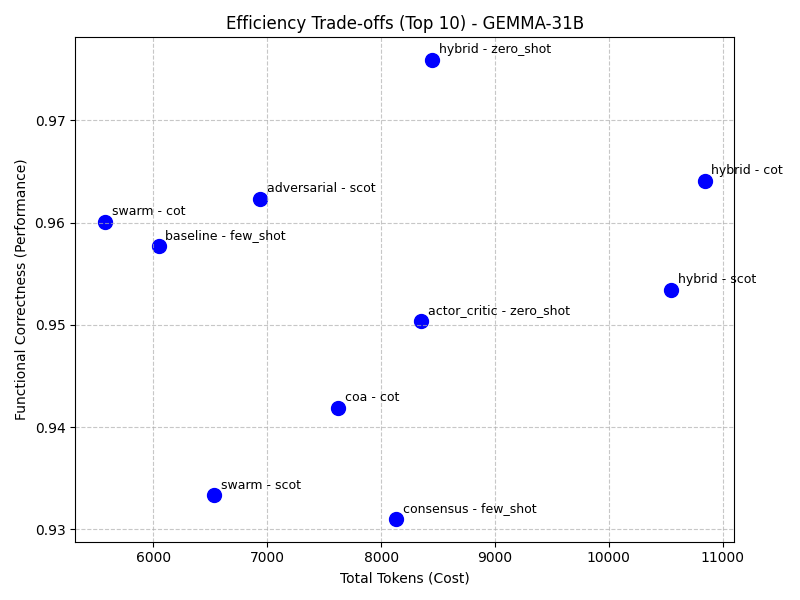 Efficiency Trade-offs (Top 10) - GEMMA-31B
hybrid - zero_shot
0.97
hybrid - cot
adversarial - scot
swarm - cot
0.96
baseline - few_shot
hybrid - scot
actor_critic - zero_shot
0.95
coa - cot
0.94
swarm - scot
consensus - few_shot
0.93
Functional Correctness (Performance)
6000 7000 8000 9000 10000 11000
Total Tokens (Cost)